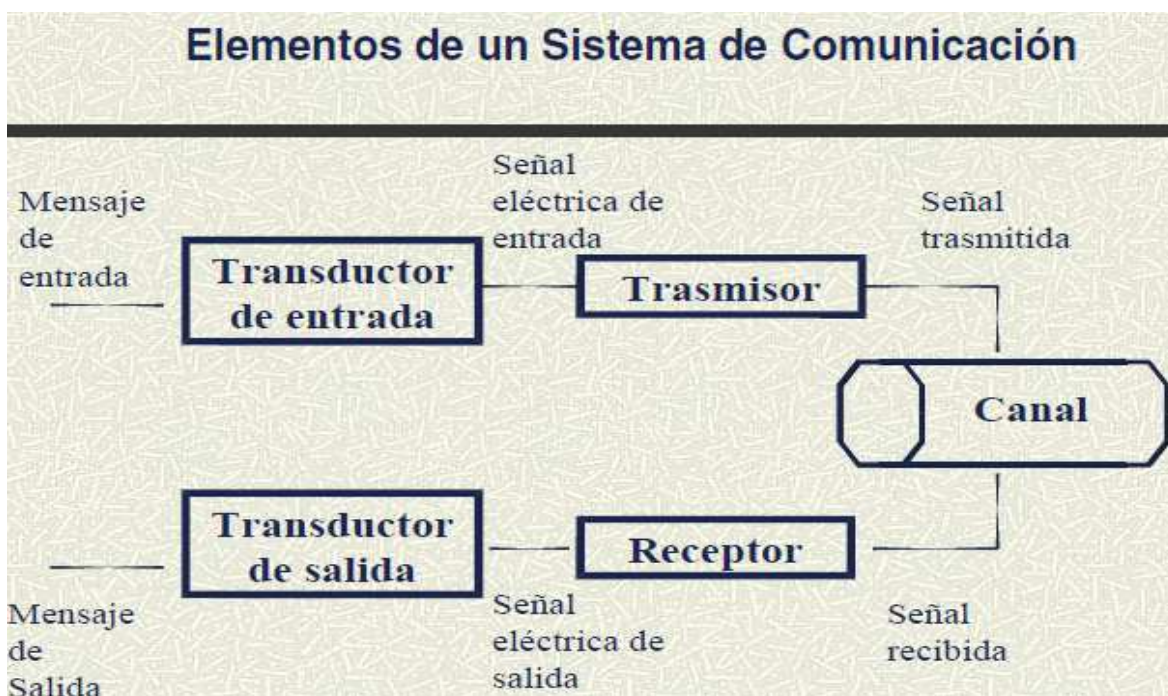 Elementos de un Sistema de Comunicación
Mensaje
de
entrada
Transductor
de entrada
Señal
eléctrica de
entrada
Trasmisor
Señal
trasmitida
Canal
Señal
recibida
Receptor
Señal
eléctrica de
salida
Transductor
de salida
Mensaje
de
Salida